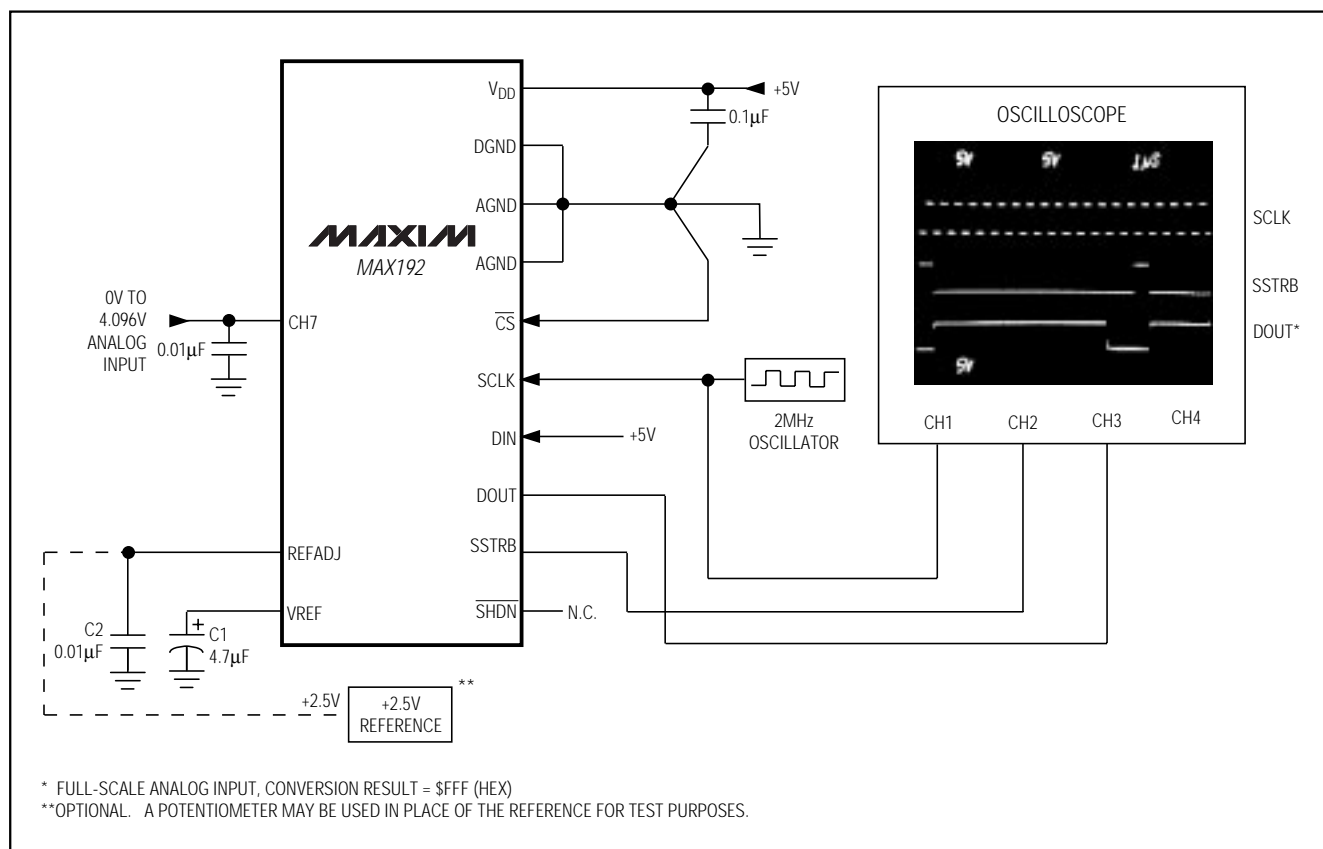 V_DD
+5V
0.1µF
DGND
AGND
MAXIM
MAX192
AGND
CS
0V TO
4.096V
ANALOG
INPUT
0.01µF
CH7
SCLK
2MHz
OSCILLATOR
DIN
+5V
DOUT
SSTRB
SHDN
N.C.
REFADJ
VREF
C2
0.01µF
+
C1
4.7µF
+2.5V
+2.5V
REFERENCE
**
OSCILLOSCOPE
5V
5V
5V
SCLK
SSTRB
DOUT*
CH1
CH2
CH3
CH4
* FULL-SCALE ANALOG INPUT, CONVERSION RESULT = $FFF (HEX)
**OPTIONAL. A POTENTIOMETER MAY BE USED IN PLACE OF THE REFERENCE FOR TEST PURPOSES.